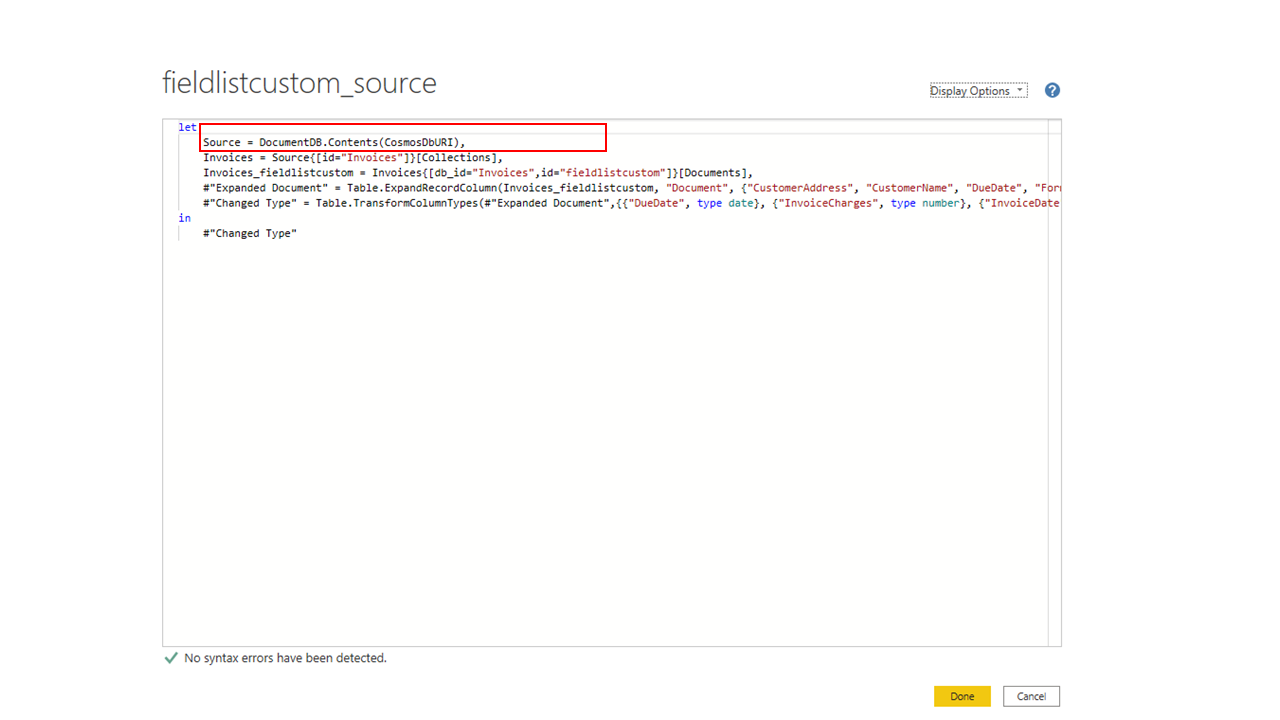 fieldlistcustom_source
Display Options
?
let
Source = DocumentDB.Contents(CosmosDbURI),
Invoices = Source{[id="Invoices"]}[Collections],
Invoices_fieldlistcustom = Invoices{[db_id="Invoices",id="fieldlistcustom"]}[Documents],
#"Expanded Document" = Table.ExpandRecordColumn(Invoices_fieldlistcustom, "Document", {"CustomerAddress", "CustomerName", "DueDate", "For
#"Changed Type" = Table.TransformColumnTypes(#"Expanded Document",{{"DueDate", type date}, {"InvoiceCharges", type number}, {"InvoiceDate
in
#"Changed Type"
No syntax errors have been detected.
Done
Cancel